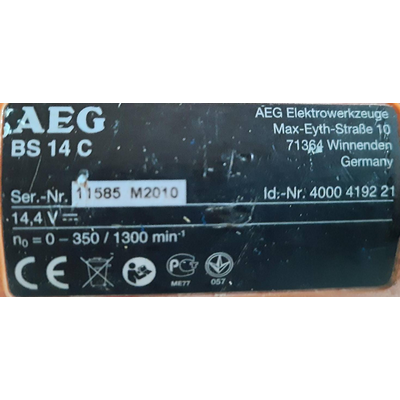 AEG
BS 14 C
AEG Elektrowerkzeuge
Max-Eyth-Straße 10
71364 Winnenden
Germany
Ser.-Nr. 11585 M2010
Id.-Nr. 4000 4192 21
14,4 V
n₀ = 0 – 350 / 1300 min⁻¹
CE
ME77
057